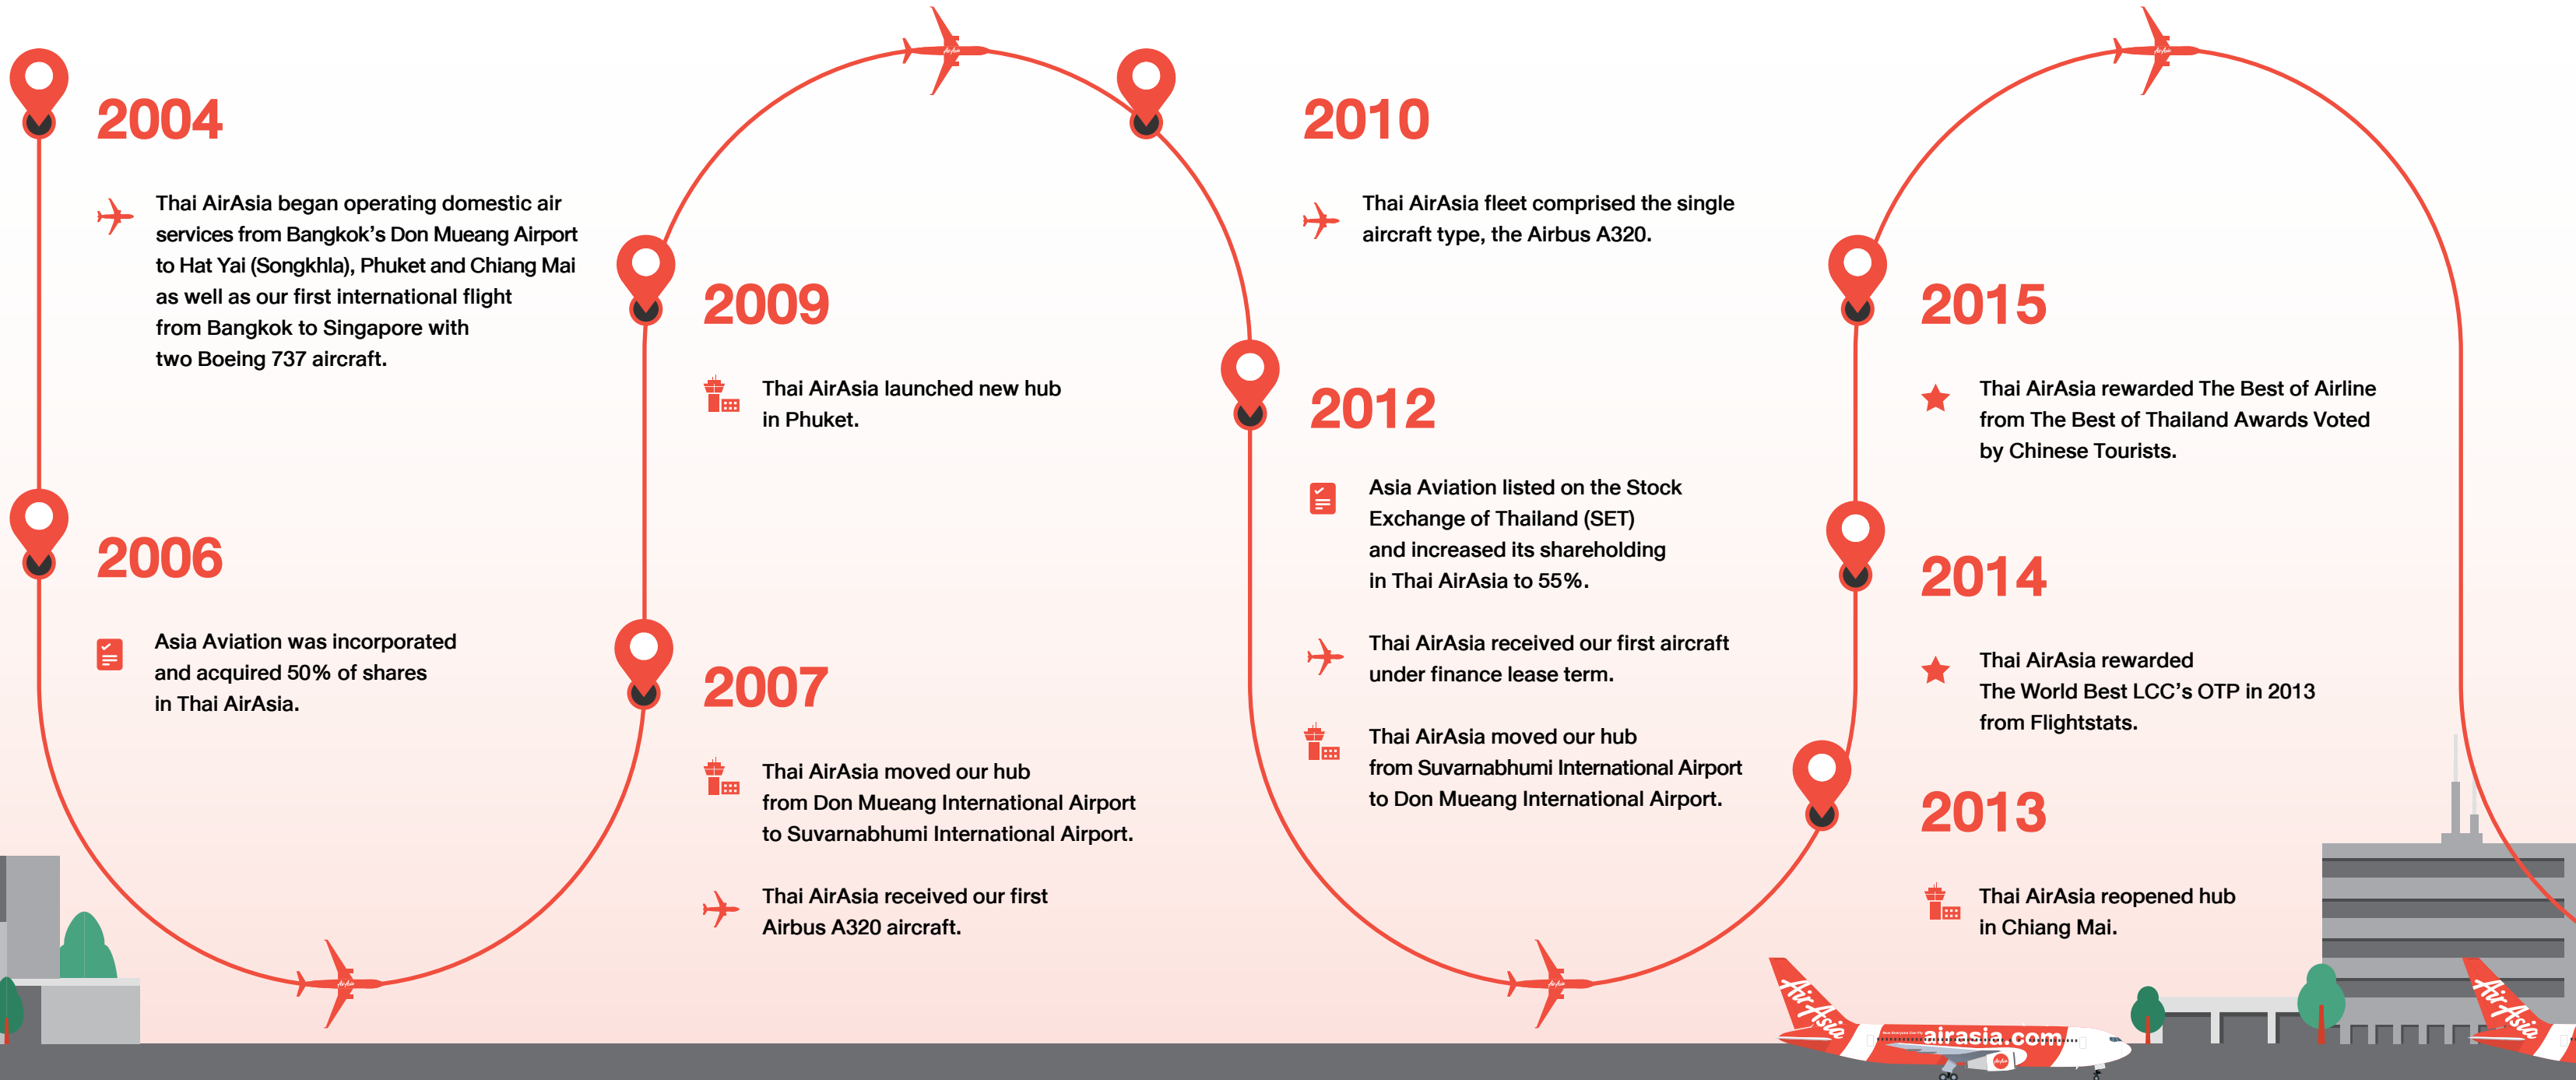 2004
Thai AirAsia began operating domestic air
services from Bangkok's Don Mueang Airport
to Hat Yai (Songkhla), Phuket and Chiang Mai
as well as our first international flight
from Bangkok to Singapore with
two Boeing 737 aircraft.
2006
Asia Aviation was incorporated
and acquired 50% of shares
in Thai AirAsia.
2007
Thai AirAsia moved our hub
from Don Mueang International Airport
to Suvarnabhumi International Airport.
Thai AirAsia received our first
Airbus A320 aircraft.
2009
Thai AirAsia launched new hub
in Phuket.
2010
Thai AirAsia fleet comprised the single
aircraft type, the Airbus A320.
2012
Asia Aviation listed on the Stock
Exchange of Thailand (SET)
and increased its shareholding
in Thai AirAsia to 55%.
Thai AirAsia received our first aircraft
under finance lease term.
Thai AirAsia moved our hub
from Suvarnabhumi International Airport
to Don Mueang International Airport.
2013
Thai AirAsia reopened hub
in Chiang Mai.
2014
Thai AirAsia rewarded
The World Best LCC's OTP in 2013
from Flightstats.
2015
Thai AirAsia rewarded The Best of Airline
from The Best of Thailand Awards Voted
by Chinese Tourists.
AirAsia
AirAsia
AirAsia
AirAsia
AirAsia
airasia.com
AirAsia
AirAsia